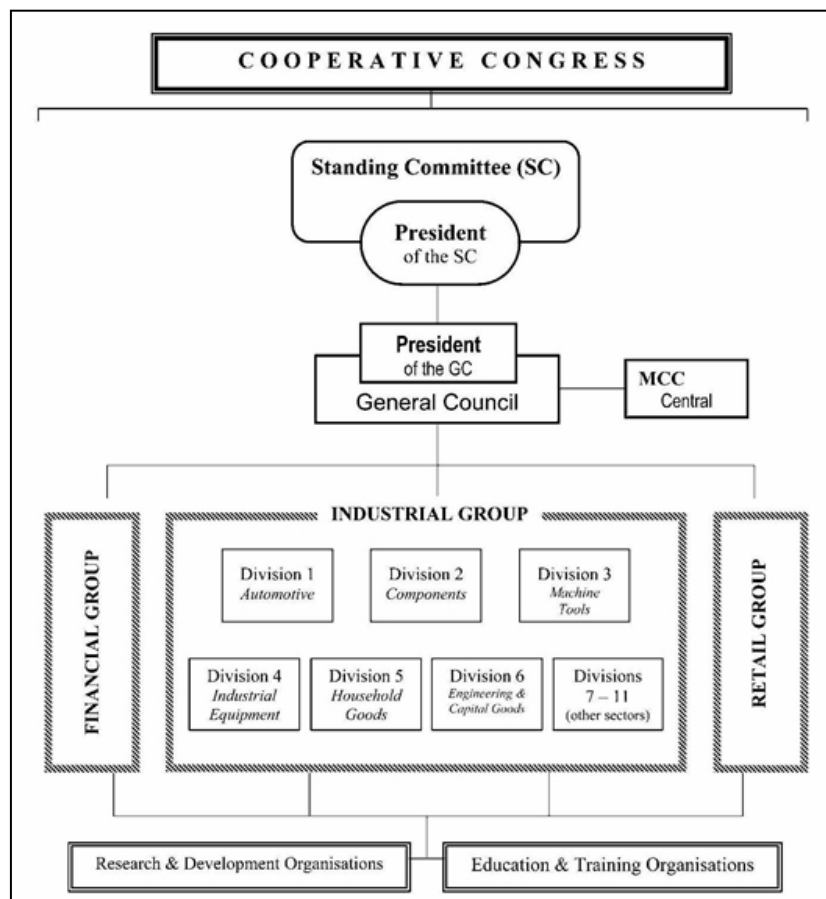 COOPERATIVE CONGRESS
Standing Committee (SC)
President
of the SC
President
of the GC
General Council
MCC
Central
FINANCIAL GROUP
INDUSTRIAL GROUP
Division 1
Automotive
Division 2
Components
Division 3
Machine
Tools
Division 4
Industrial
Equipment
Division 5
Household
Goods
Division 6
Engineering &
Capital Goods
Divisions
7 – 11
(other sectors)
RETAIL GROUP
Research & Development Organisations
Education & Training Organisations